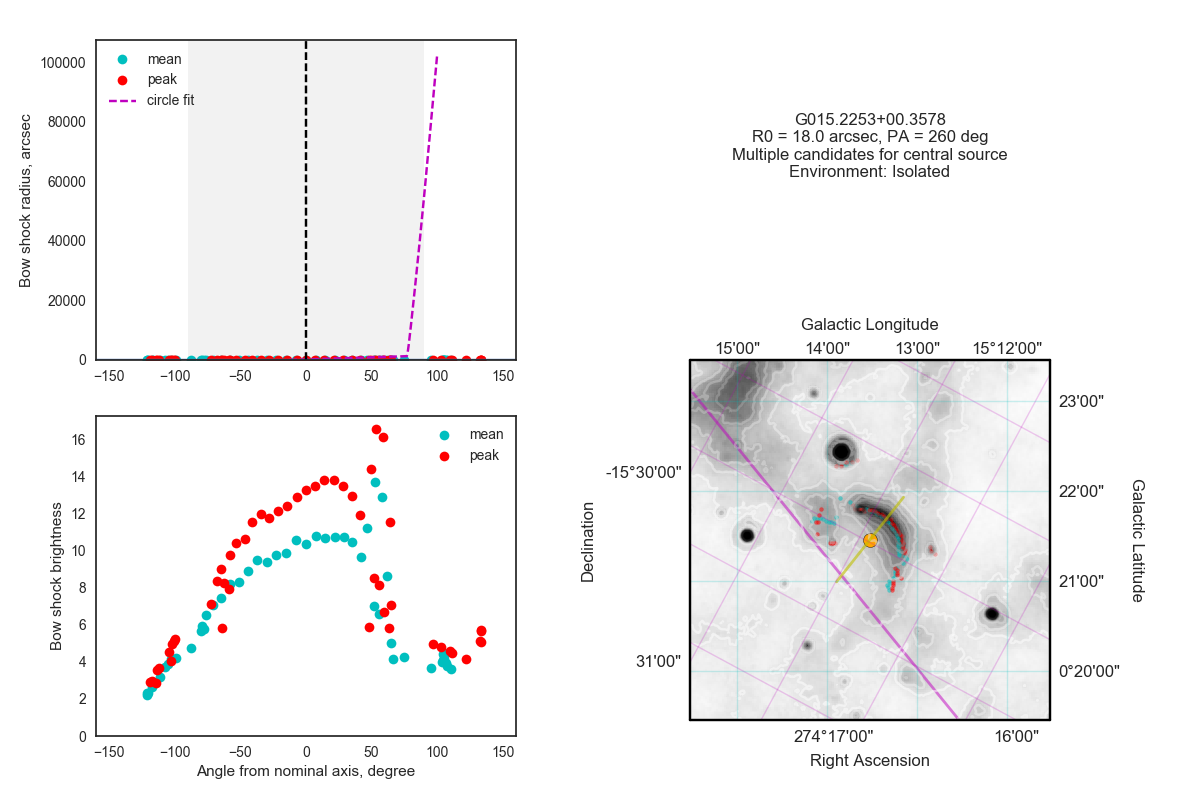 mean
peak
circle fit
100000
80000
60000
40000
20000
0
Bow shock radius, arcsec
−150
−100
−50
0
50
100
150
G015.2253+00.3578
R0 = 18.0 arcsec, PA = 260 deg
Multiple candidates for central source
Environment: Isolated
mean
peak
16
14
12
10
8
6
4
2
0
Bow shock brightness
−150
−100
−50
0
50
100
150
Angle from nominal axis, degree
Galactic Longitude
15'00"
14'00"
13'00"
15°12'00"
23'00"
22'00"
21'00"
0°20'00"
Galactic Latitude
-15°30'00"
31'00"
Declination
274°17'00"
16'00"
Right Ascension